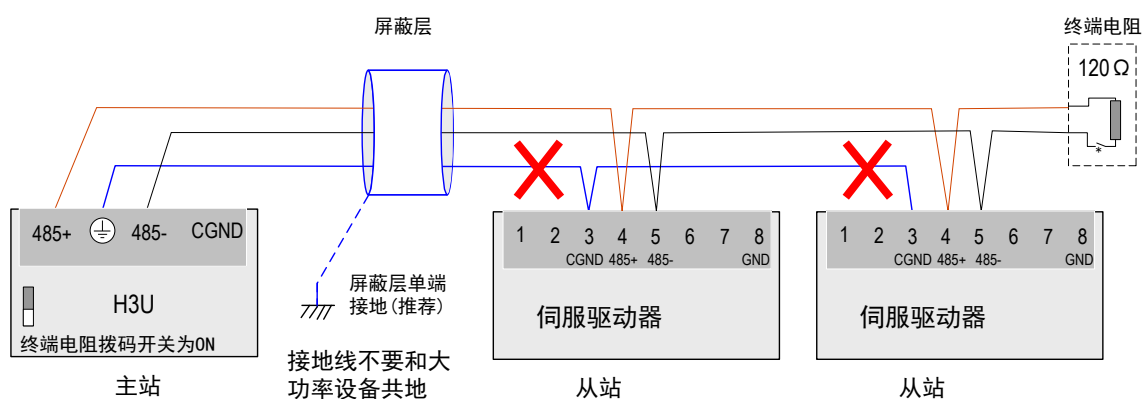 屏蔽层
终端电阻
120Ω
*
485+ 485- CGND
H3U
终端电阻拨码开关为ON
主站
屏蔽层单端
接地(推荐)
接地线不要和大
功率设备共地
1 2 3 4 5 6 7 8
CGND 485+ 485- GND
伺服驱动器
从站
1 2 3 4 5 6 7 8
CGND 485+ 485- GND
伺服驱动器
从站